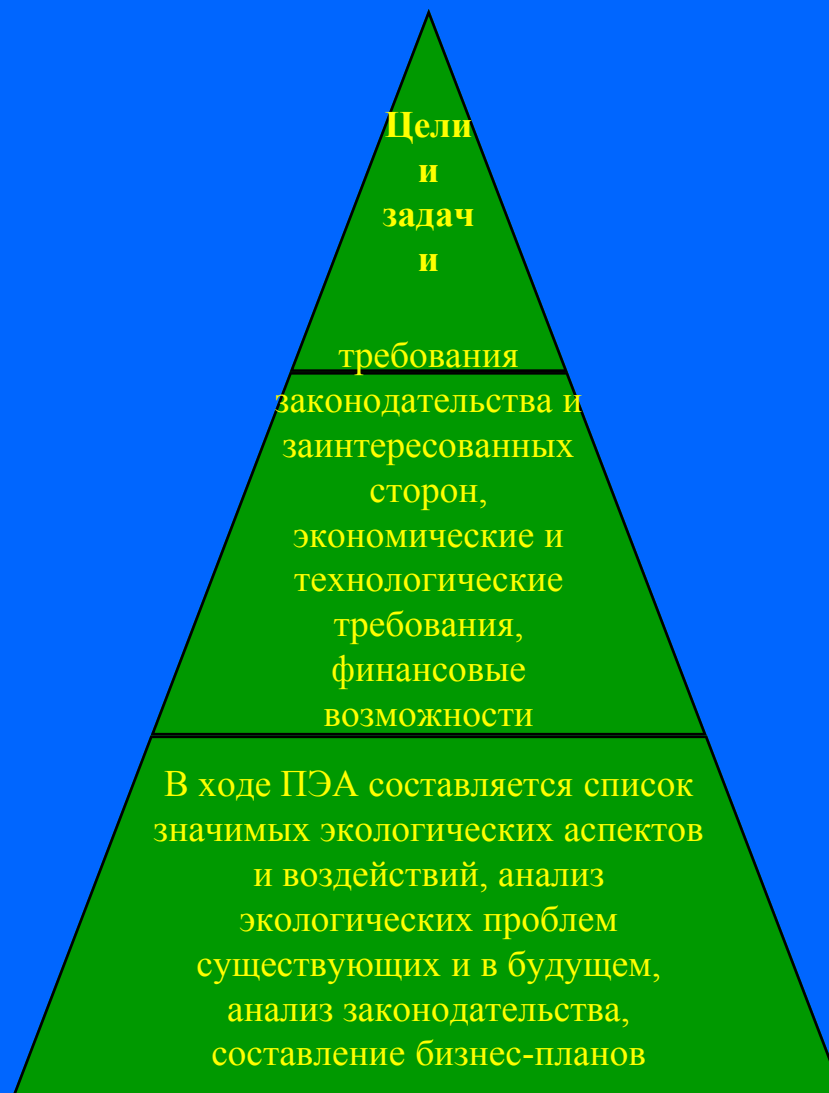 Цели
и
задач
и
требования
законодательства и
заинтересованных
сторон,
экономические и
технологические
требования,
финансовые
возможности
В ходе ПЭА составляется список
значимых экологических аспектов
и воздействий, анализ
экологических проблем
существующих и в будущем,
анализ законодательства,
составление бизнес-планов